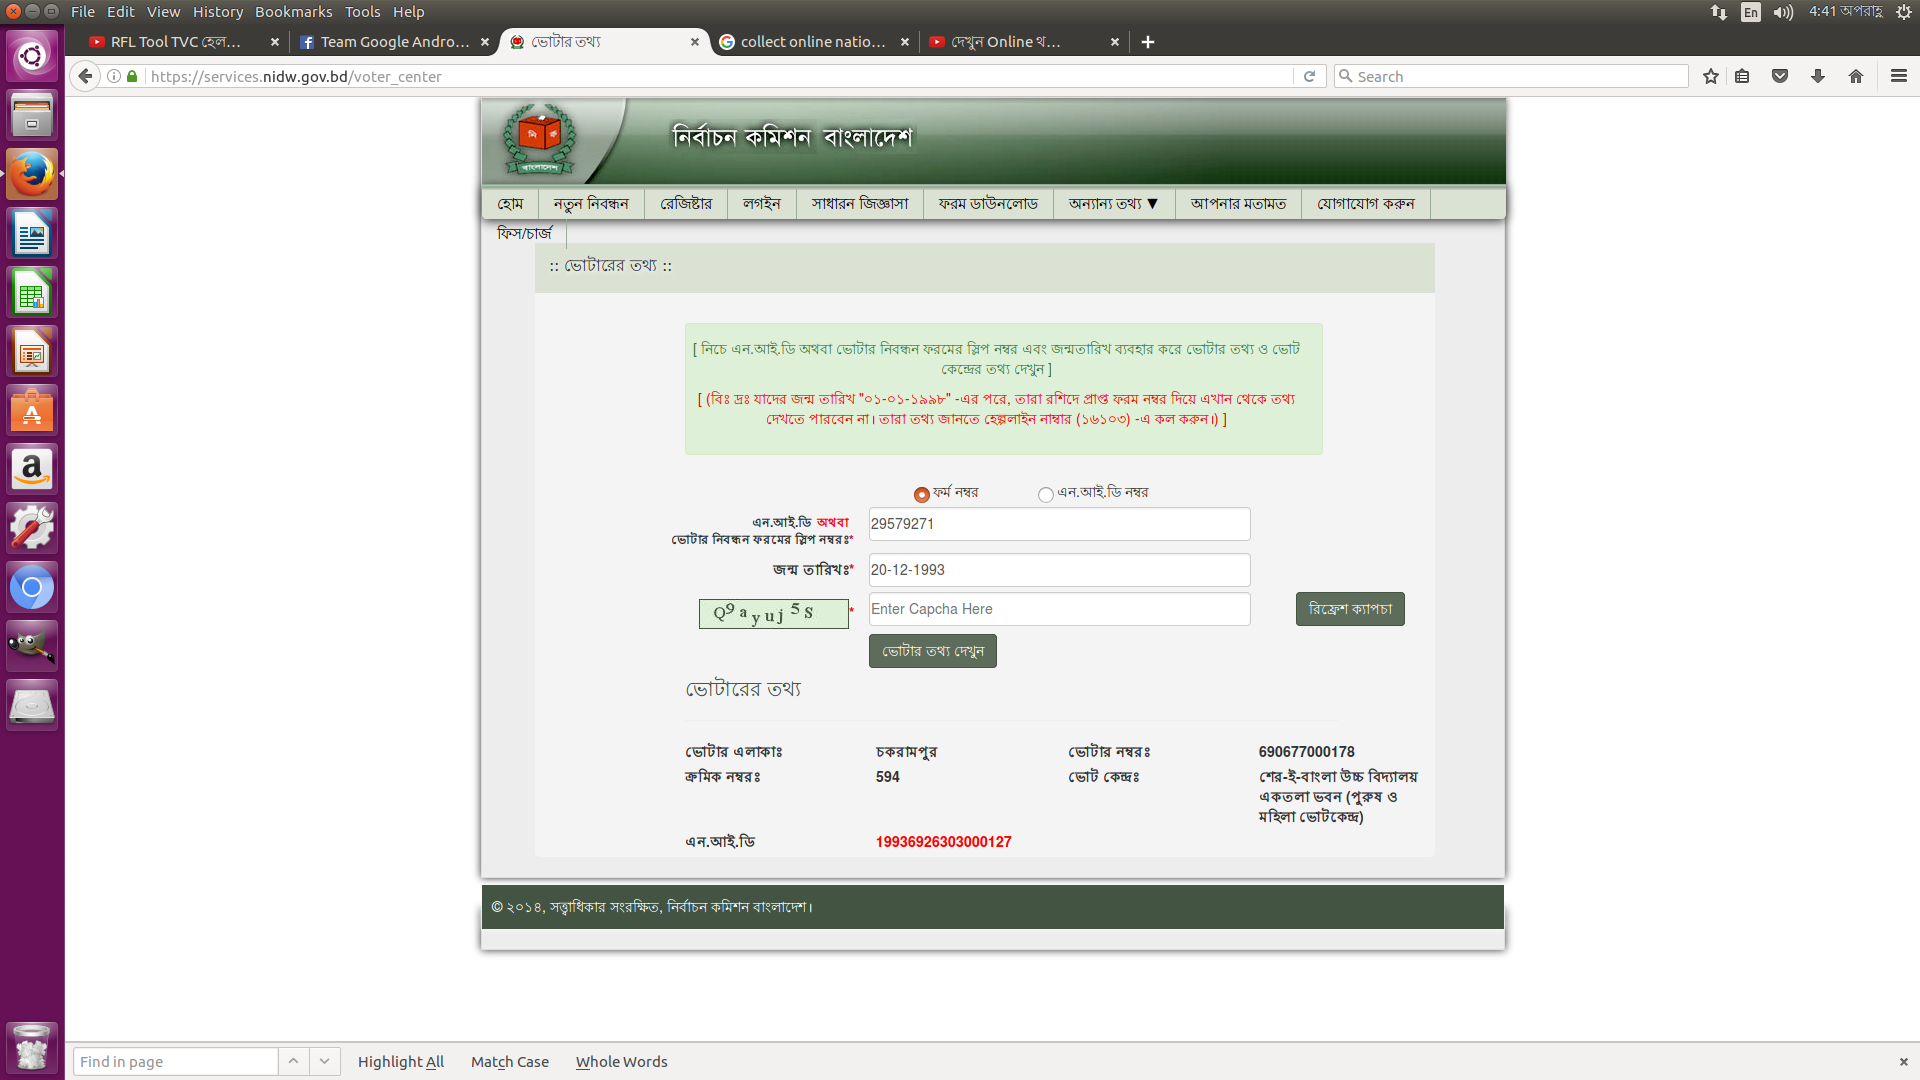 File Edit View History Bookmarks Tools Help
En 4:41 অপরাহ্ণ
RFL Tool TVC হেল... Team Google Andro... ভোটার তথ্য collect online natio... দেখুন Online থ...
https://services.nidw.gov.bd/voter_center
Search
নির্বাচন কমিশন বাংলাদেশ
হোম নতুন নিবন্ধন রেজিষ্টার লগইন সাধারন জিজ্ঞাসা ফরম ডাউনলোড অন্যান্য তথ্য ▼ আপনার মতামত যোগাযোগ করুন
ফিস/চার্জ
:: ভোটারের তথ্য ::
[ নিচে এন.আই.ডি অথবা ভোটার নিবন্ধন ফরমের স্লিপ নম্বর এবং জন্মতারিখ ব্যবহার করে ভোটার তথ্য ও ভোট
কেন্দ্রের তথ্য দেখুন ]
[ (বিঃ দ্রঃ যাদের জন্ম তারিখ "০১-০১-১৯৯৮" -এর পরে, তারা রশিদে প্রাপ্ত ফরম নম্বর দিয়ে এখান থেকে তথ্য
দেখতে পারবেন না। তারা তথ্য জানতে হেল্পলাইন নাম্বার (১৬১০৩) -এ কল করুন।) ]
ফর্ম নম্বর এন.আই.ডি নম্বর
এন.আই.ডি অথবা
ভোটার নিবন্ধন ফরমের স্লিপ নম্বরঃ*
29579271
জন্ম তারিখঃ* 20-12-1993
Q9ayuj5S * Enter Capcha Here রিফ্রেশ ক্যাপচা
ভোটার তথ্য দেখুন
ভোটারের তথ্য
ভোটার এলাকাঃ চকরামপুর ভোটার নম্বরঃ 690677000178
ক্রমিক নম্বরঃ 594 ভোট কেন্দ্রঃ শের-ই-বাংলা উচ্চ বিদ্যালয়
একতলা ভবন (পুরুষ ও
মহিলা ভোটকেন্দ্র)
এন.আই.ডি 19936926303000127
© ২০১৪, সত্ত্বাধিকার সংরক্ষিত, নির্বাচন কমিশন বাংলাদেশ।
Find in page Highlight All Match Case Whole Words